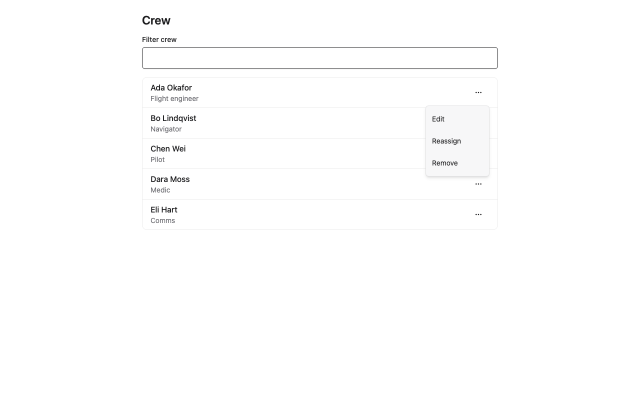 Crew
Filter crew
Ada Okafor
Flight engineer
...
Bo Lindqvist
Navigator
Edit
Reassign
Remove
Chen Wei
Pilot
Dara Moss
Medic
...
Eli Hart
Comms
...